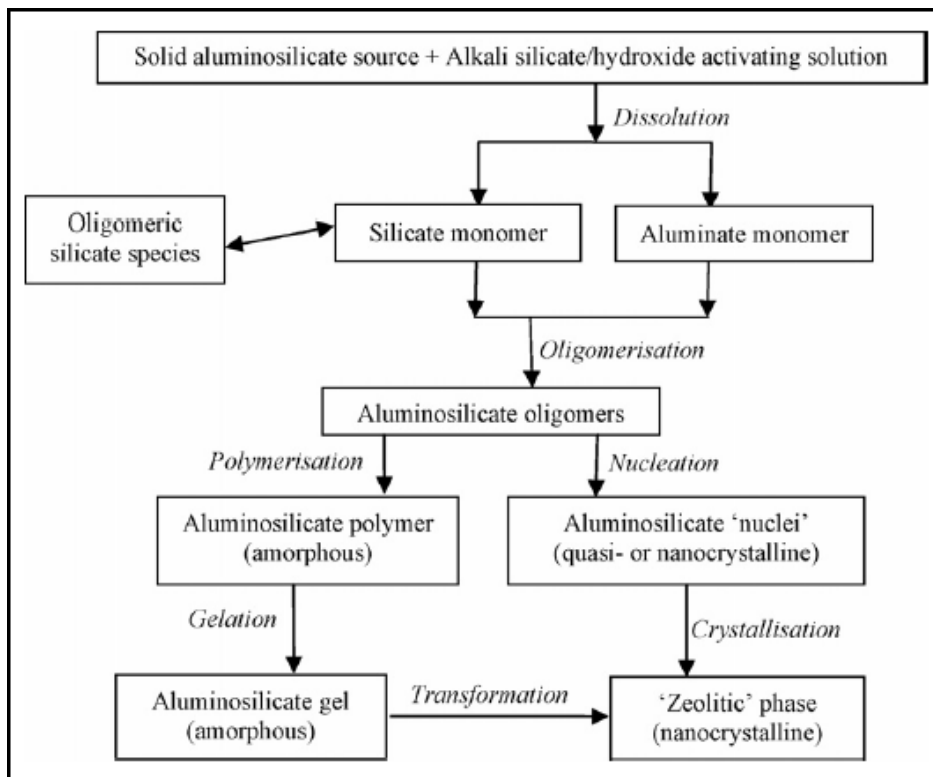 Solid aluminosilicate source + Alkali silicate/hydroxide activating solution
Dissolution
Oligomeric
silicate species
Silicate monomer
Aluminate monomer
Oligomerisation
Aluminosilicate oligomers
Polymerisation
Nucleation
Aluminosilicate polymer
(amorphous)
Aluminosilicate ‘nuclei’
(quasi- or nanocrystalline)
Gelation
Crystallisation
Aluminosilicate gel
(amorphous)
Transformation
‘Zeolitic’ phase
(nanocrystalline)